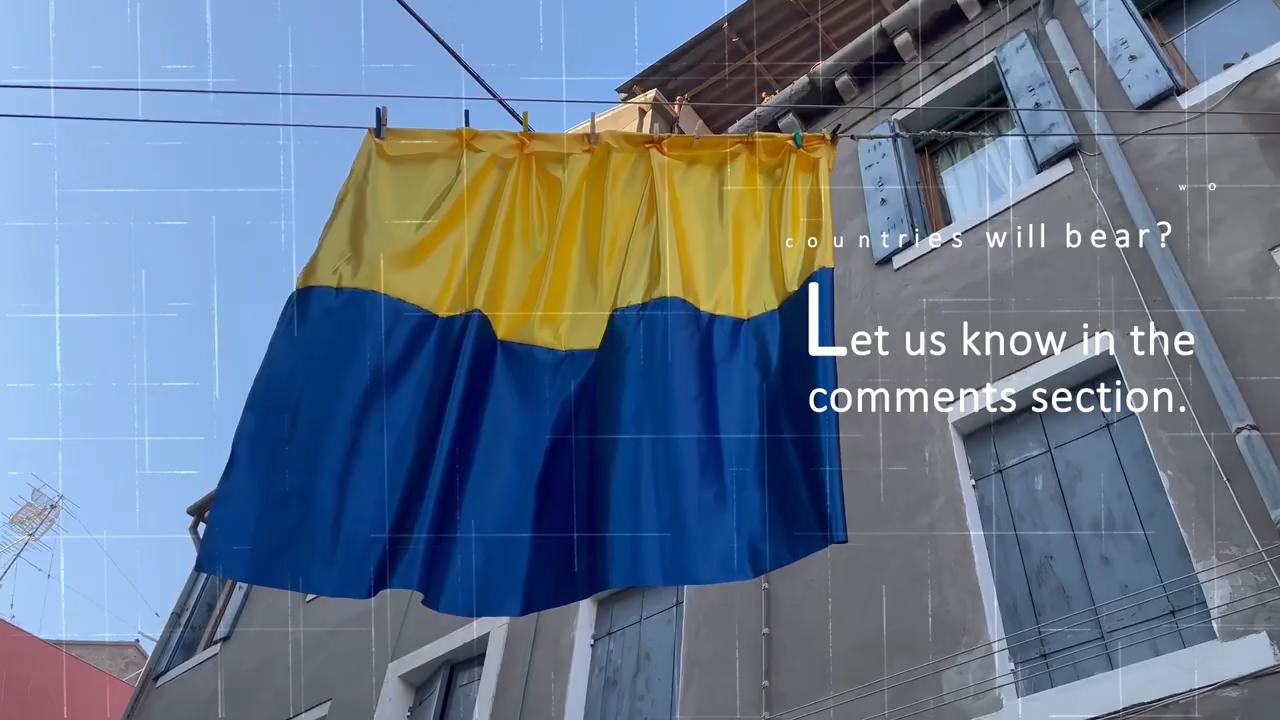 w o
countries will bear?
Let us know in the
comments section.